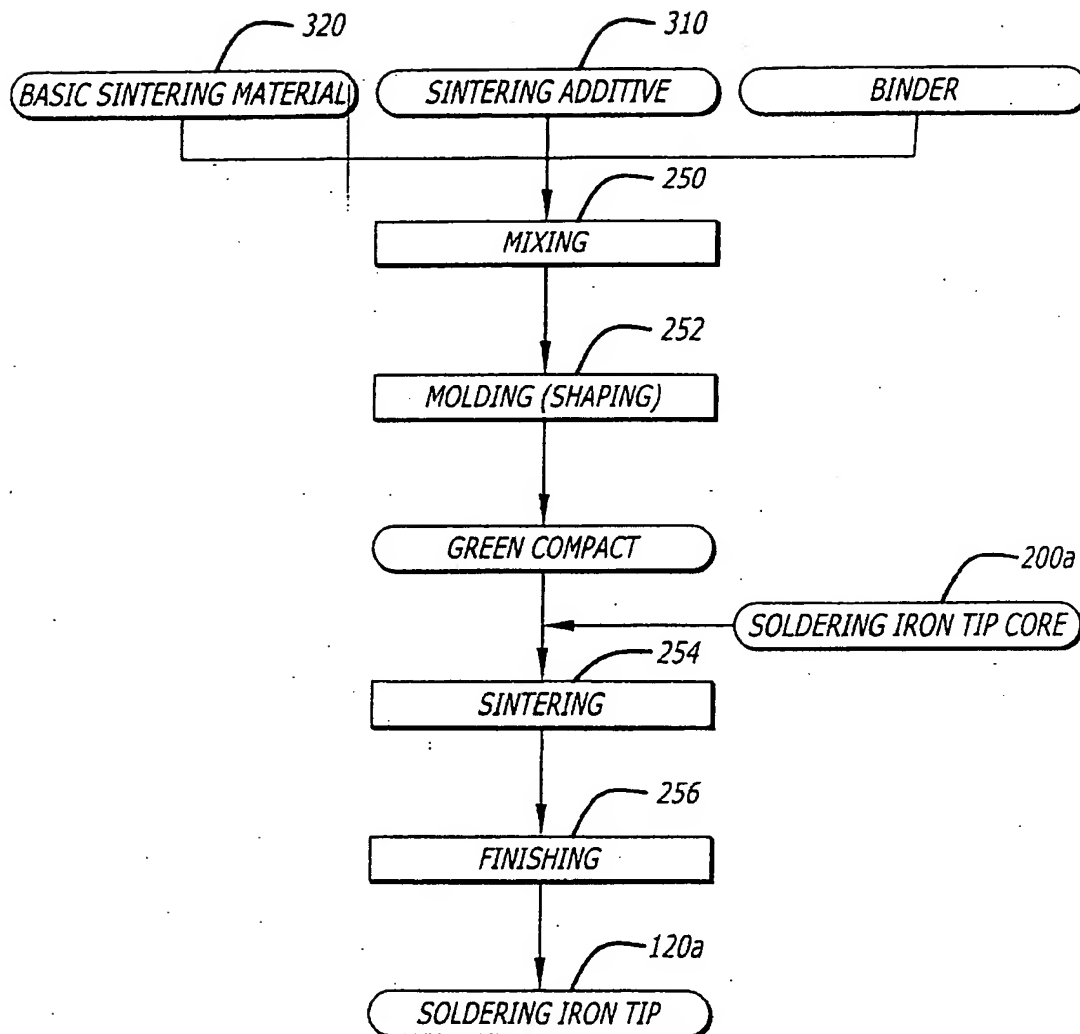 320
310
BASIC SINTERING MATERIAL
SINTERING ADDITIVE
BINDER
250
MIXING
252
MOLDING (SHAPING)
GREEN COMPACT
200a
SOLDERING IRON TIP CORE
254
SINTERING
256
FINISHING
120a
SOLDERING IRON TIP